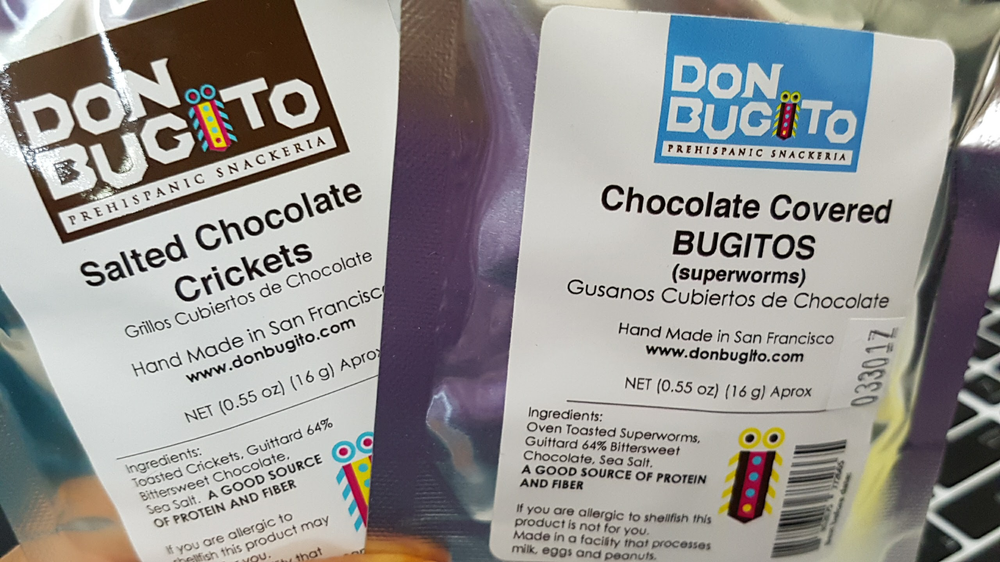 DON
BUGITO
PREHISPANIC SNACKERIA
Salted Chocolate
Crickets
Grillos Cubiertos de Chocolate
Hand Made in San Francisco
www.donbugito.com
NET (0.55 oz) (16 g) Aprox
Ingredients:
Toasted Crickets, Guittard 64%
Bittersweet Chocolate,
Sea Salt. A GOOD SOURCE
OF PROTEIN AND FIBER
If you are allergic to
shellfish this product may
you.
that
DON
BUGITO
PREHISPANIC SNACKERIA
Chocolate Covered
BUGITOS
(superworms)
Gusanos Cubiertos de Chocolate
Hand Made in San Francisco
www.donbugito.com
NET (0.55 oz) (16 g) Aprox
033017
Ingredients:
Oven Toasted Superworms,
Guittard 64% Bittersweet
Chocolate, Sea Salt.
A GOOD SOURCE OF PROTEIN
AND FIBER
If you are allergic to shellfish this
product is not for you.
Made in a facility that processes
milk, eggs and peanuts.